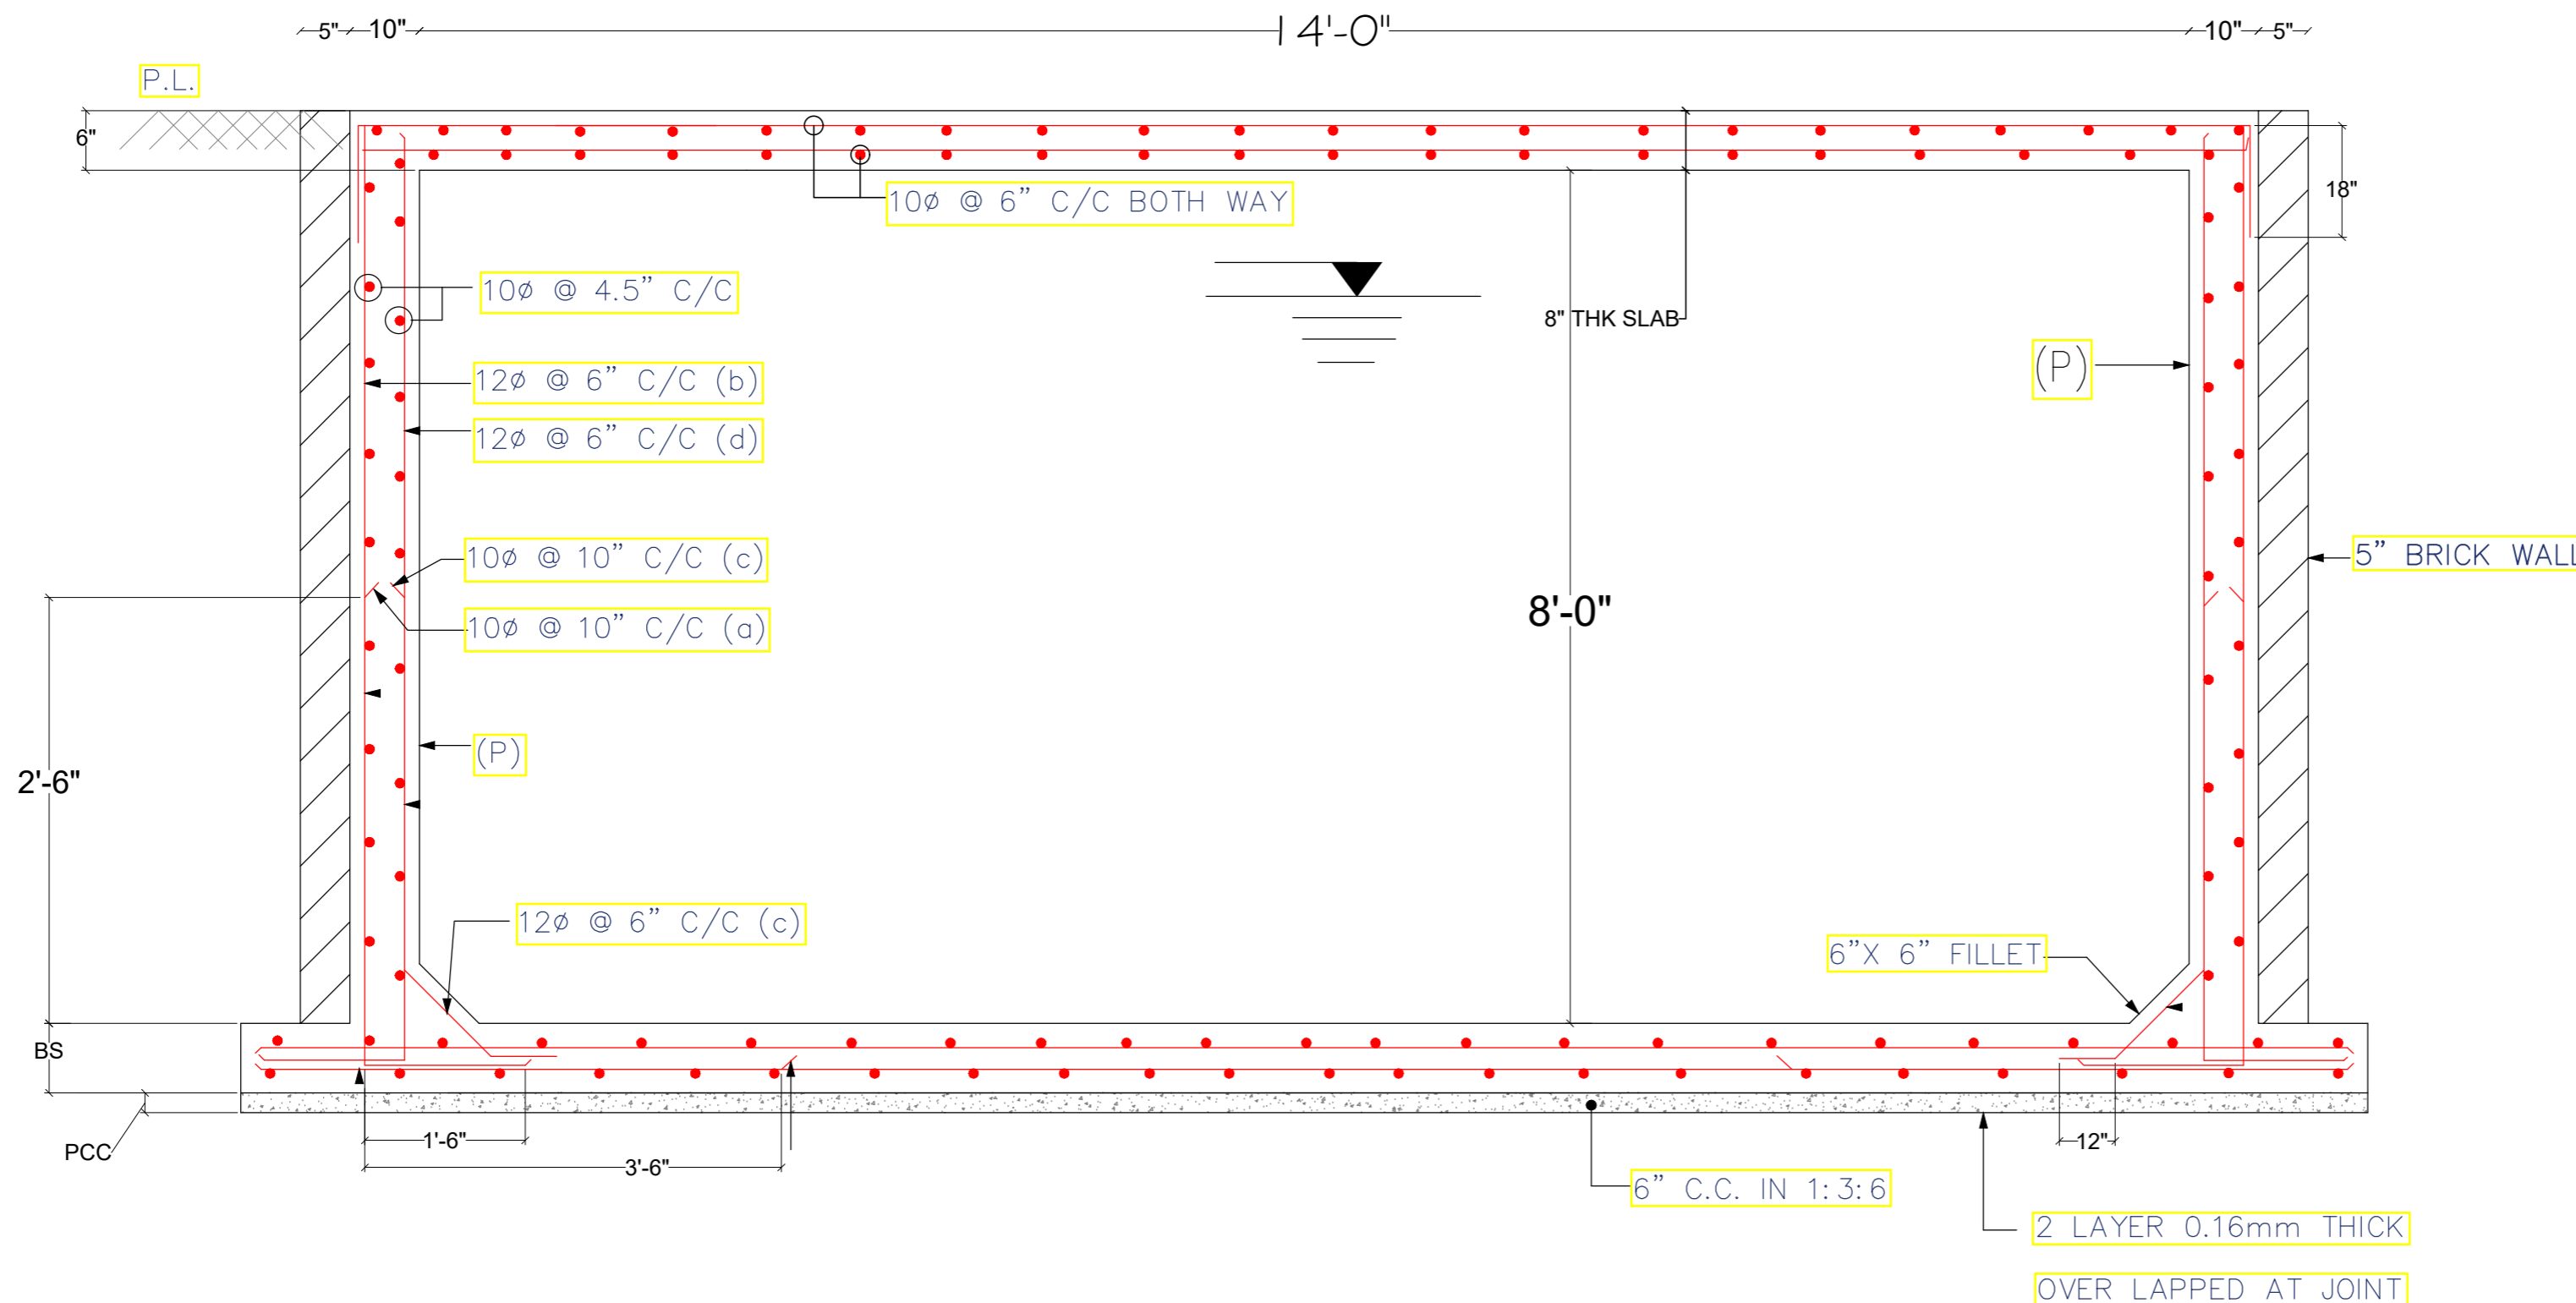 5" 10" 14'-0" 10" 5"
P.L.
6"
18"
10ø @ 6” C/C BOTH WAY
10ø @ 4.5” C/C
8" THK SLAB
12ø @ 6” C/C (b)
(P)
12ø @ 6” C/C (d)
10ø @ 10” C/C (c)
5” BRICK WALL
8'-0"
10ø @ 10” C/C (a)
(P)
2'-6"
12ø @ 6” C/C (c)
6”X 6” FILLET
BS
1'-6"
12"
PCC
3'-6"
6” C.C. IN 1:3:6
2 LAYER 0.16mm THICK
OVER LAPPED AT JOINT